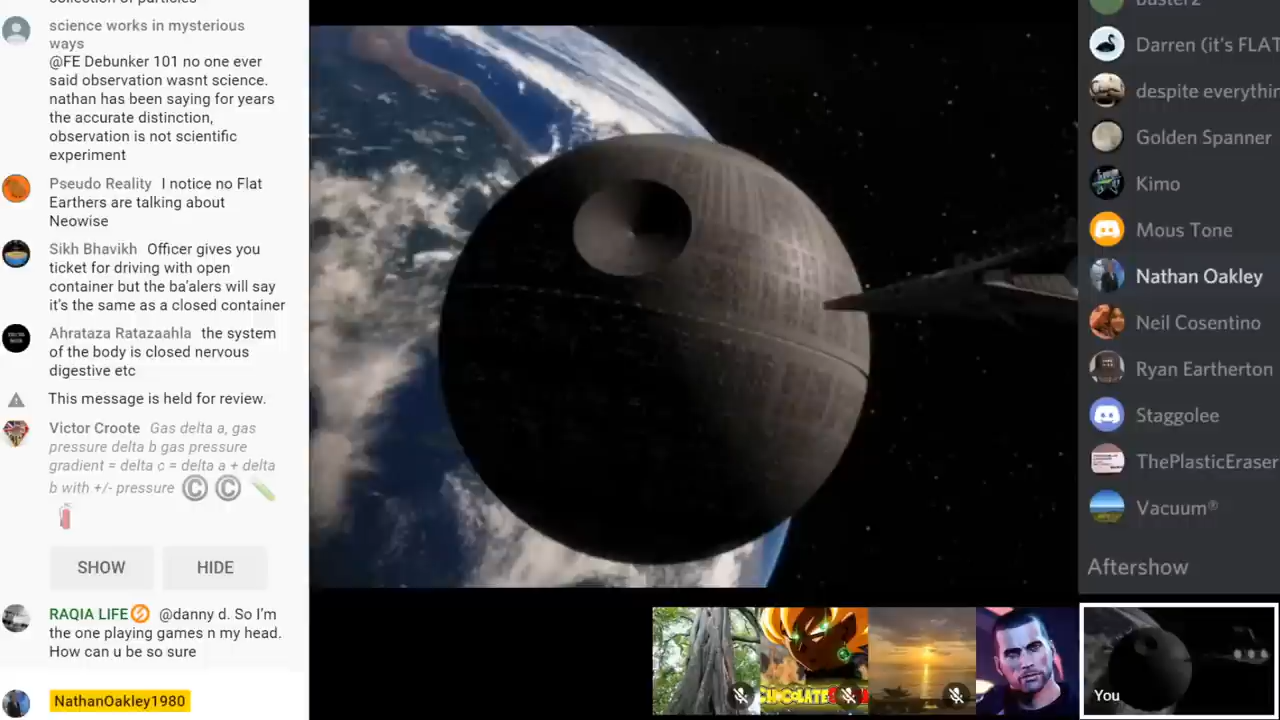 collection of particles
science works in mysterious
ways
@FE Debunker 101 no one ever
said observation wasnt science.
nathan has been saying for years
the accurate distinction,
observation is not scientific
experiment
Pseudo Reality I notice no Flat
Earthers are talking about
Neowise
Sikh Bhavikh Officer gives you
ticket for driving with open
container but the ba'alers will say
it's the same as a closed container
Ahrataza Ratazaahla the system
of the body is closed nervous
digestive etc
This message is held for review.
Victor Croote Gas delta a, gas
pressure delta b gas pressure
gradient = delta c = delta a + delta
b with +/- pressure © ©
SHOW HIDE
RAQIA LIFE @danny d. So I'm
the one playing games n my head.
How can u be so sure
NathanOakley1980
buster2
Darren (it's FLAT
despite everythin
Golden Spanner
Kimo
Mous Tone
Nathan Oakley
Neil Cosentino
Ryan Eartherton
Staggolee
ThePlasticEraser
Vacuum®
Aftershow
You